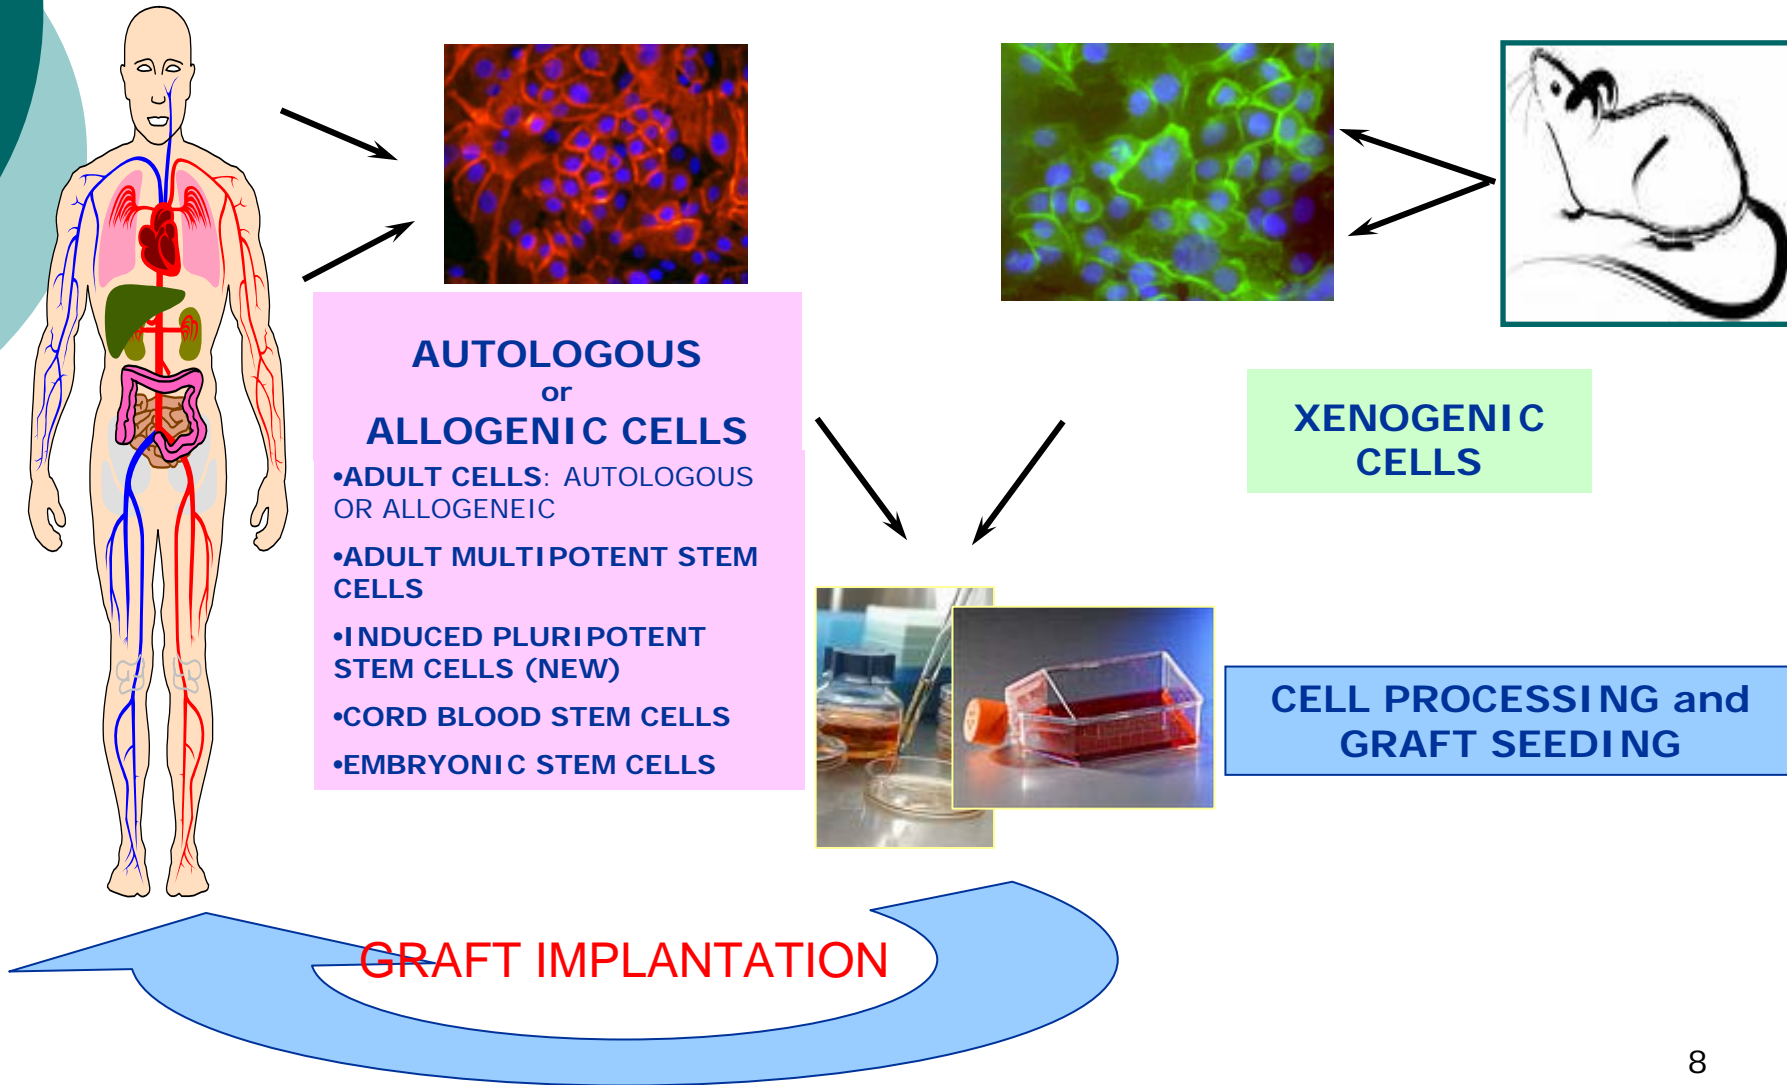 AUTOLOGOUS
or
ALLOGENIC CELLS
•ADULT CELLS: AUTOLOGOUS
OR ALLOGENEIC
•ADULT MULTIPOTENT STEM
CELLS
•INDUCED PLURIPOTENT
STEM CELLS (NEW)
•CORD BLOOD STEM CELLS
•EMBRYONIC STEM CELLS
XENOGENIC
CELLS
CELL PROCESSING and
GRAFT SEEDING
GRAFT IMPLANTATION
8